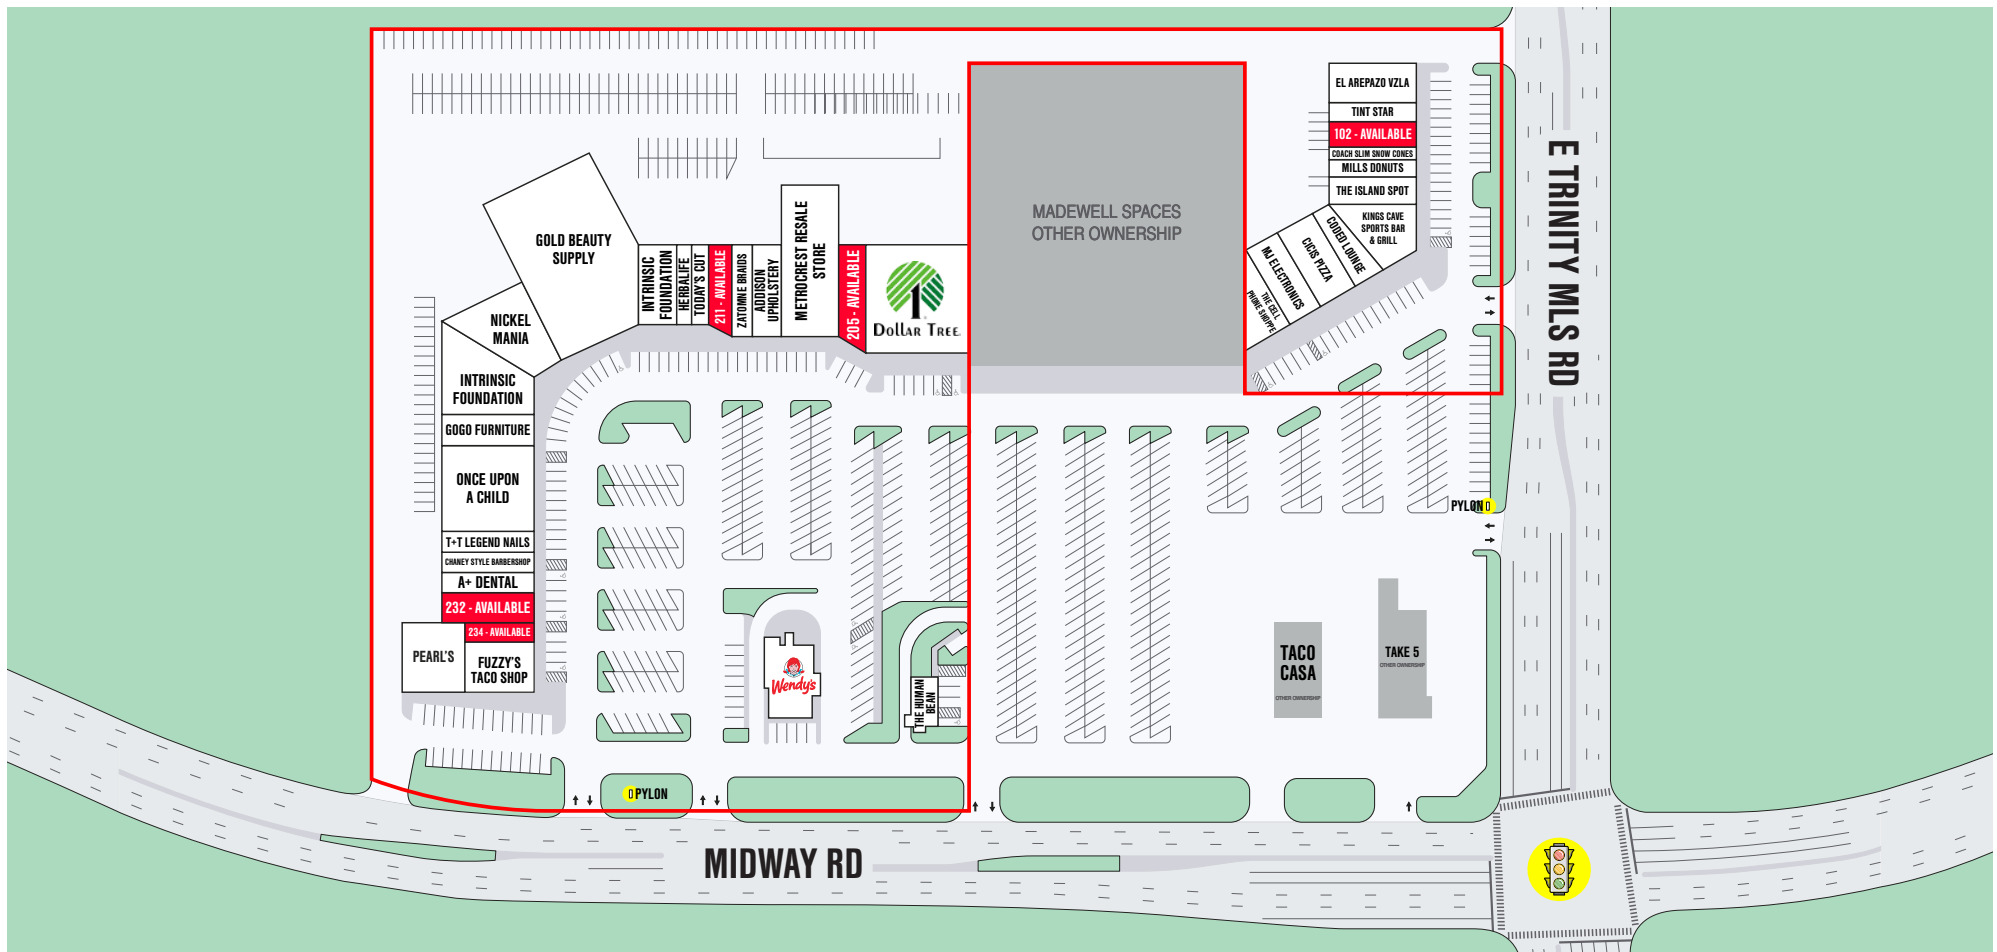 EL AREPAZO VZLA
TINT STAR
102 - AVAILABLE
COACH SLIM SNOW CONES
MILLS DONUTS
THE ISLAND SPOT
KINGS CAVE
SPORTS BAR
& GRILL
CODED LOUNGE
CICI'S PIZZA
MJ ELECTRONICS
THE CELL
PHONE SHOPPE
MADEWELL SPACES
OTHER OWNERSHIP
E TRINITY MLS RD
GOLD BEAUTY
SUPPLY
INTRINSIC
FOUNDATION
HERBALIFE
TODAY'S CUT
211 - AVAILABLE
ZATOMNE BRAIDS
ADDISON
UPHOLSTERY
METROCREST RESALE
STORE
205 - AVAILABLE
1
DOLLAR TREE
NICKEL
MANIA
INTRINSIC
FOUNDATION
GOGO FURNITURE
ONCE UPON
A CHILD
T+T LEGEND NAILS
CHANEY STYLE BARBERSHOP
A+ DENTAL
232 - AVAILABLE
234 - AVAILABLE
PEARL'S
FUZZY'S
TACO SHOP
Wendy's
THE HUMAN
BEAN
TACO
CASA
OTHER OWNERSHIP
TAKE 5
OTHER OWNERSHIP
PYLON
PYLON
MIDWAY RD